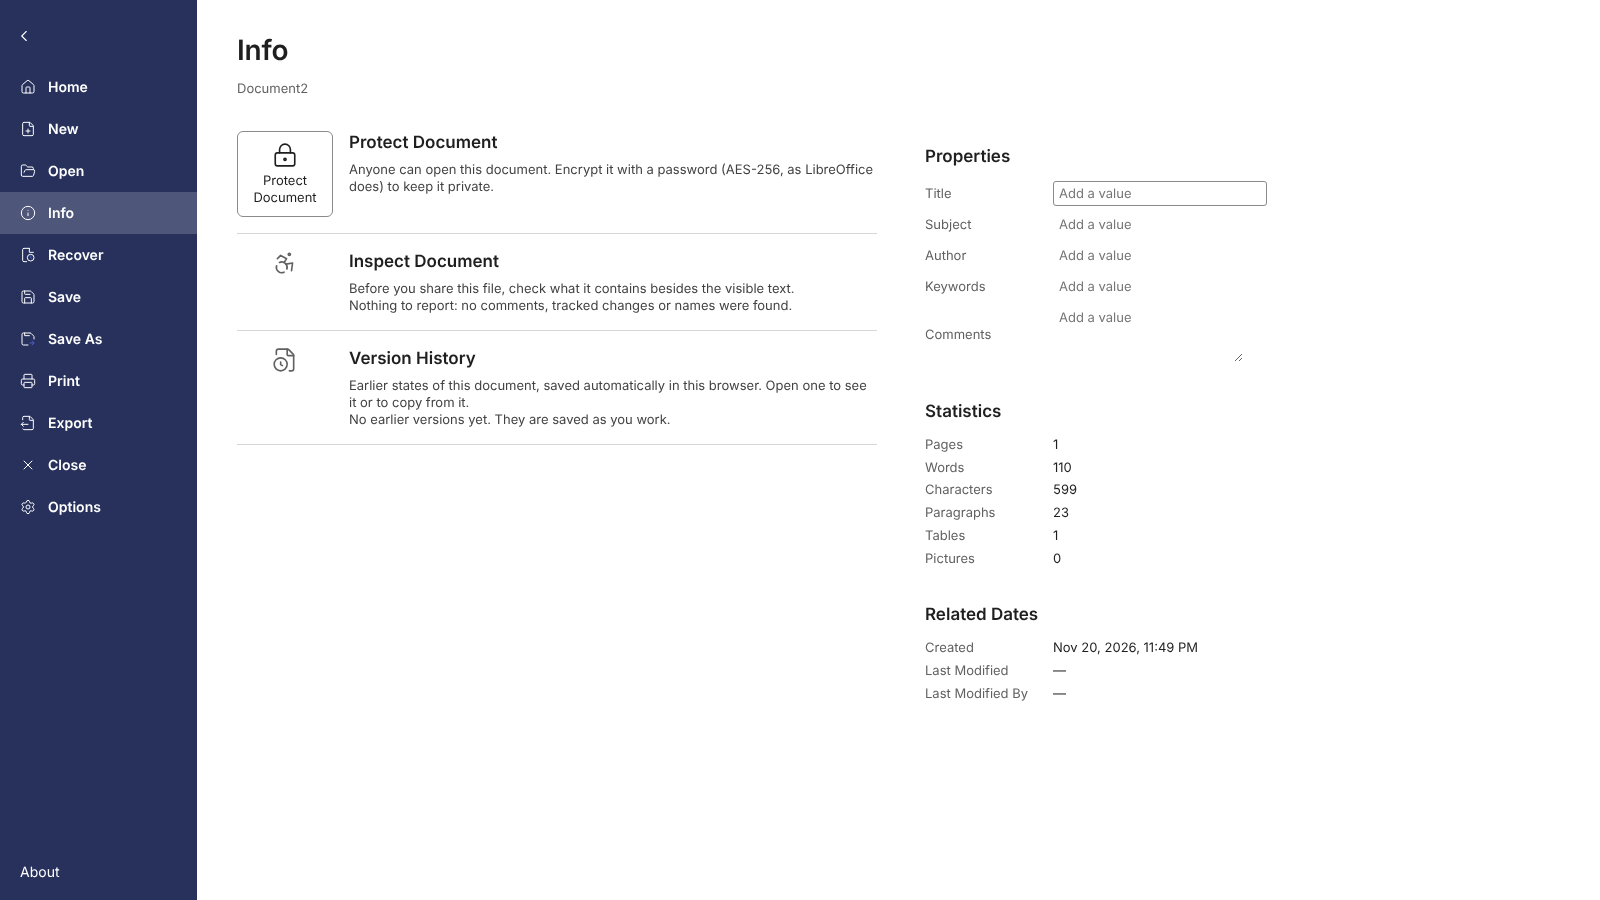 Home
New
Open
Info
Recover
Save
Save As
Print
Export
Close
Options
About
Info
Document2
Protect
Document
Protect Document
Anyone can open this document. Encrypt it with a password (AES-256, as LibreOffice
does) to keep it private.
Inspect Document
Before you share this file, check what it contains besides the visible text.
Nothing to report: no comments, tracked changes or names were found.
Version History
Earlier states of this document, saved automatically in this browser. Open one to see
it or to copy from it.
No earlier versions yet. They are saved as you work.
Properties
Title Add a value
Subject Add a value
Author Add a value
Keywords Add a value
Comments Add a value
Statistics
Pages 1
Words 110
Characters 599
Paragraphs 23
Tables 1
Pictures 0
Related Dates
Created Nov 20, 2026, 11:49 PM
Last Modified —
Last Modified By —